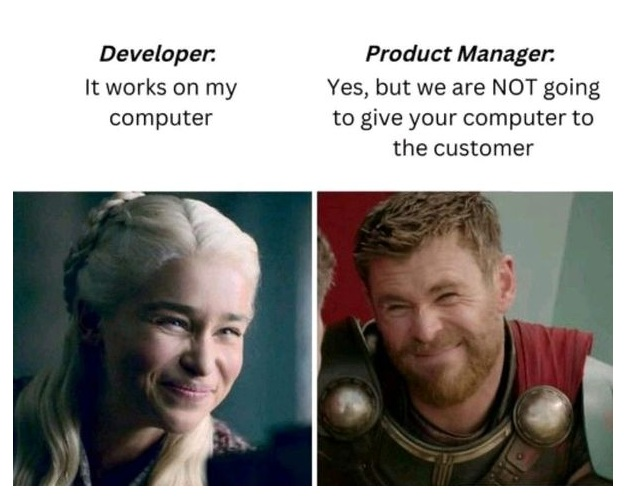 Developer:
It works on my
computer
Product Manager:
Yes, but we are NOT going
to give your computer to
the customer